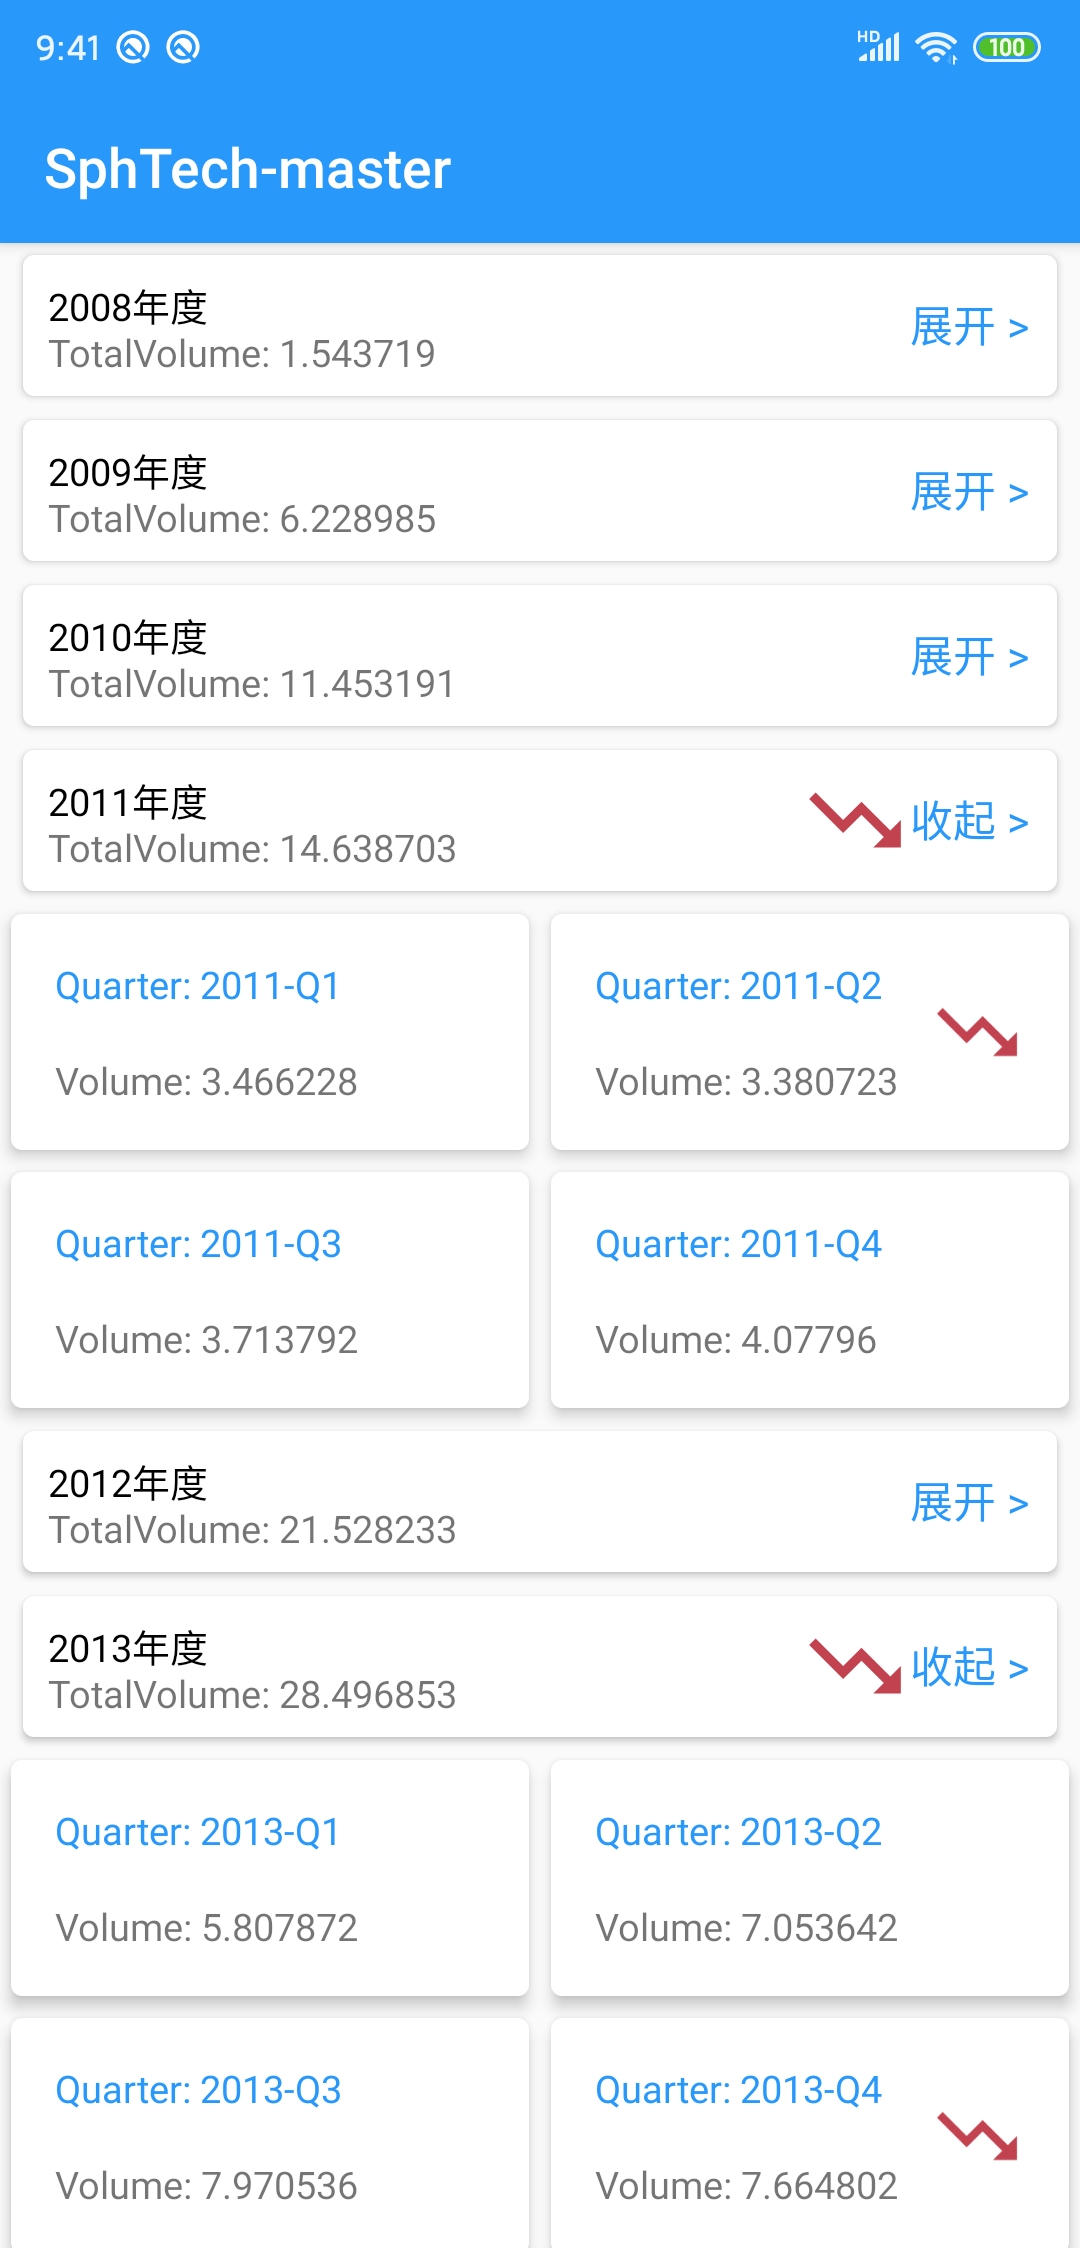 9:41
HD
100
SphTech-master
2008年度
TotalVolume: 1.543719
展开 >
2009年度
TotalVolume: 6.228985
展开 >
2010年度
TotalVolume: 11.453191
展开 >
2011年度
TotalVolume: 14.638703
收起 >
Quarter: 2011-Q1
Volume: 3.466228
Quarter: 2011-Q2
Volume: 3.380723
Quarter: 2011-Q3
Volume: 3.713792
Quarter: 2011-Q4
Volume: 4.07796
2012年度
TotalVolume: 21.528233
展开 >
2013年度
TotalVolume: 28.496853
收起 >
Quarter: 2013-Q1
Volume: 5.807872
Quarter: 2013-Q2
Volume: 7.053642
Quarter: 2013-Q3
Volume: 7.970536
Quarter: 2013-Q4
Volume: 7.664802